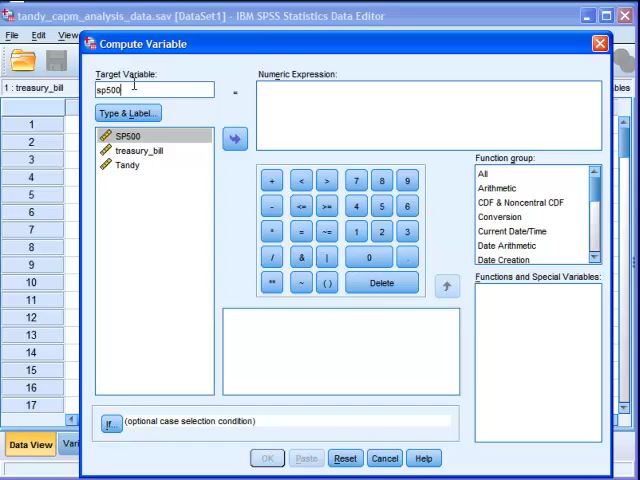 tandy_capm_analysis_data.sav [DataSet1] - IBM SPSS Statistics Data Editor
File Edit View
Compute Variable
1 : treasury_bill
Target Variable:
Numeric Expression:
sp500
=
Type & Label...
SP500
treasury_bill
Tandy
+ < > 7 8 9
- <= >= 4 5 6
* = ~= 1 2 3
/ & | 0 .
** ~ ( ) Delete
Function group:
All
Arithmetic
CDF & Noncentral CDF
Conversion
Current Date/Time
Date Arithmetic
Date Creation
Functions and Special Variables:
If... (optional case selection condition)
OK Paste Reset Cancel Help
1
2
3
4
5
6
7
8
9
10
11
12
13
14
15
16
17
Data View Vari